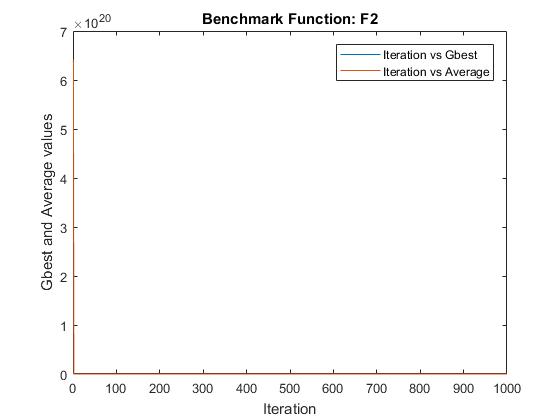 Benchmark Function: F2
×10^20
Iteration vs Gbest
Iteration vs Average
7
6
5
4
3
2
1
0
Gbest and Average values
0 100 200 300 400 500 600 700 800 900 1000
Iteration